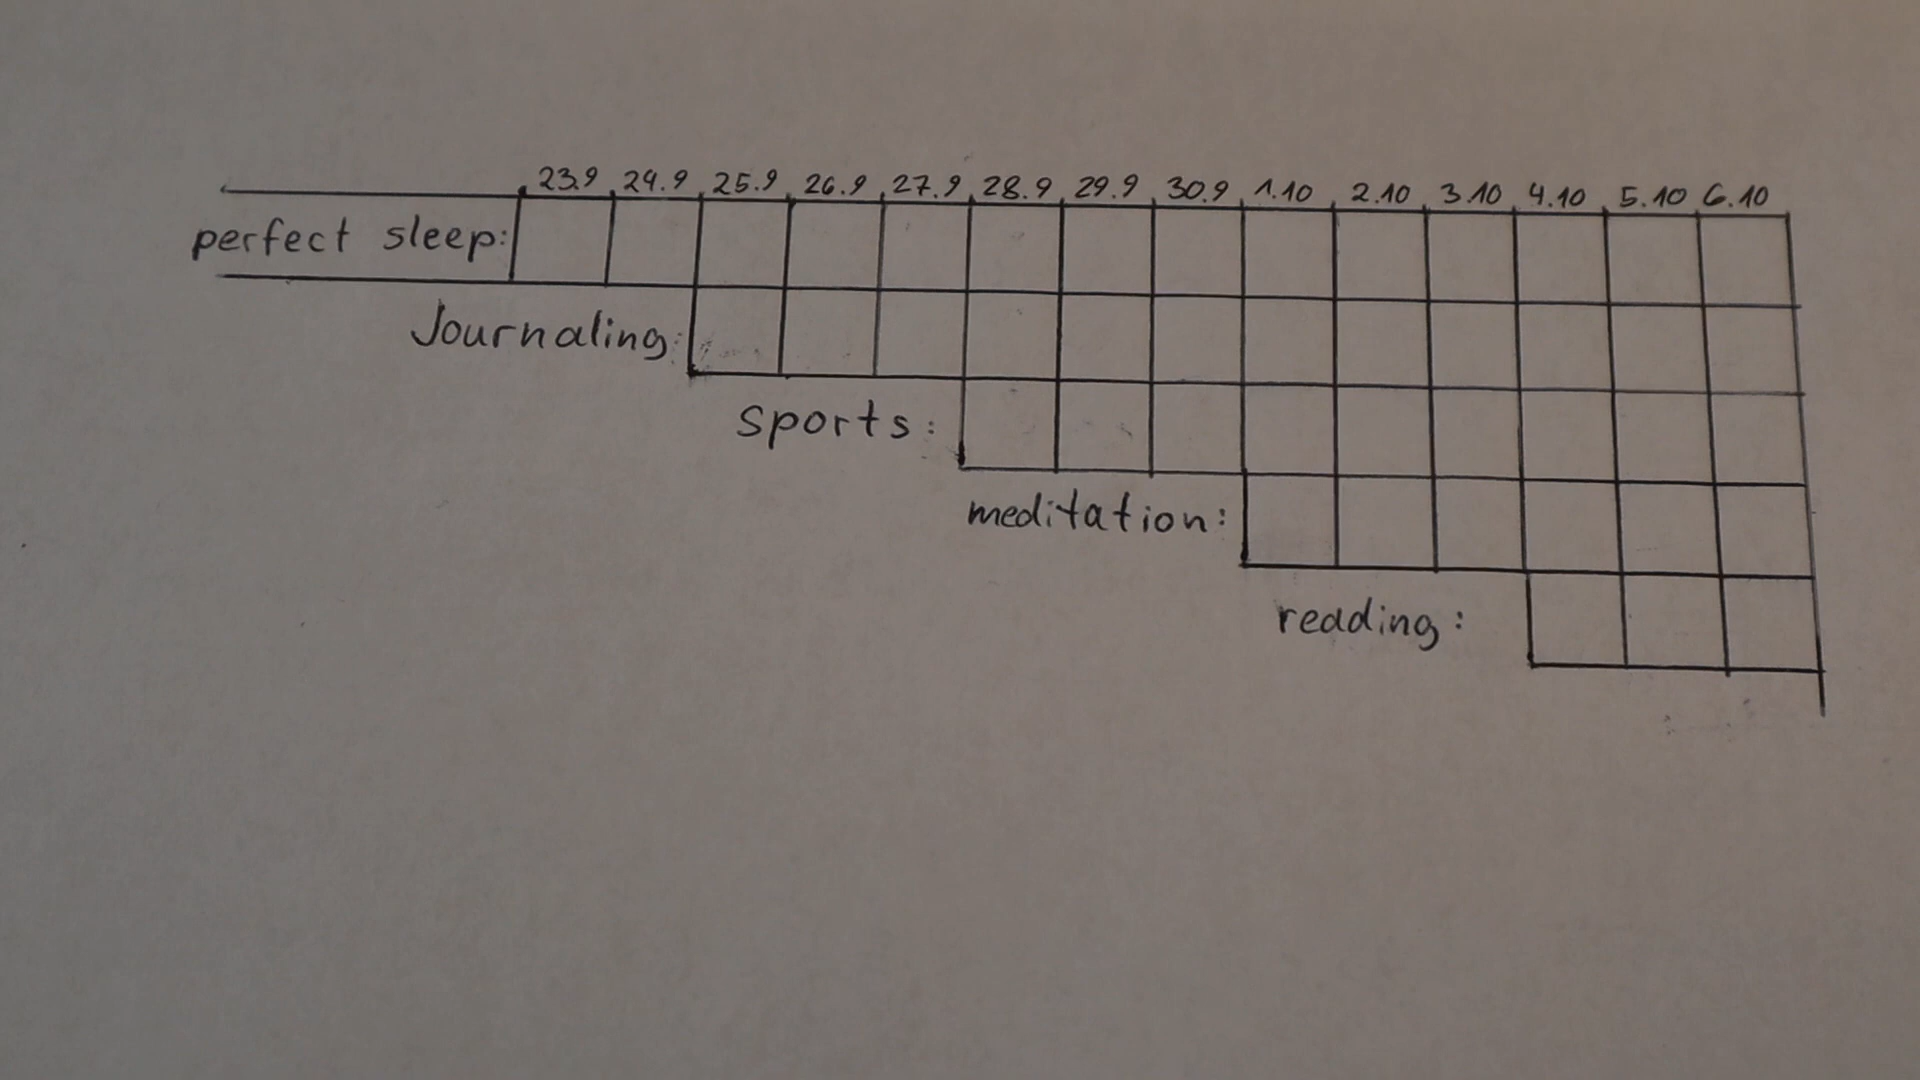 23.9 24.9 25.9 26.9 27.9 28.9 29.9 30.9 1.10 2.10 3.10 4.10 5.10 6.10
perfect sleep:
Journaling:
sports:
meditation:
reading: